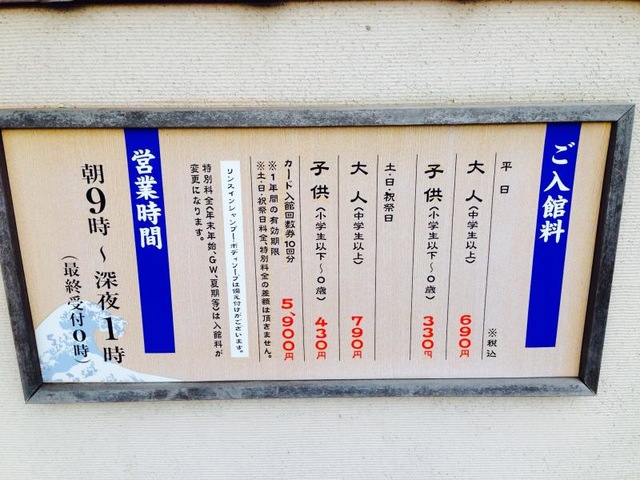 ご入館料
※税込
平日
大人(中学生以上) 690円
子供(小学生以下~0歳) 330円
土・日・祝祭日
大人(中学生以上) 790円
子供(小学生以下~0歳) 430円
カード入館回数券10回分 5,900円
※1年間の有効期限
※土・日・祝祭日料金、特別料金の差額は頂きません。
リンスインシャンプー・ボディソープは備え付けがございます。
特別料金(年末年始、GW、夏期等)は入館料が
変更になります。
営業時間
朝9時~深夜1時
(最終受付0時)